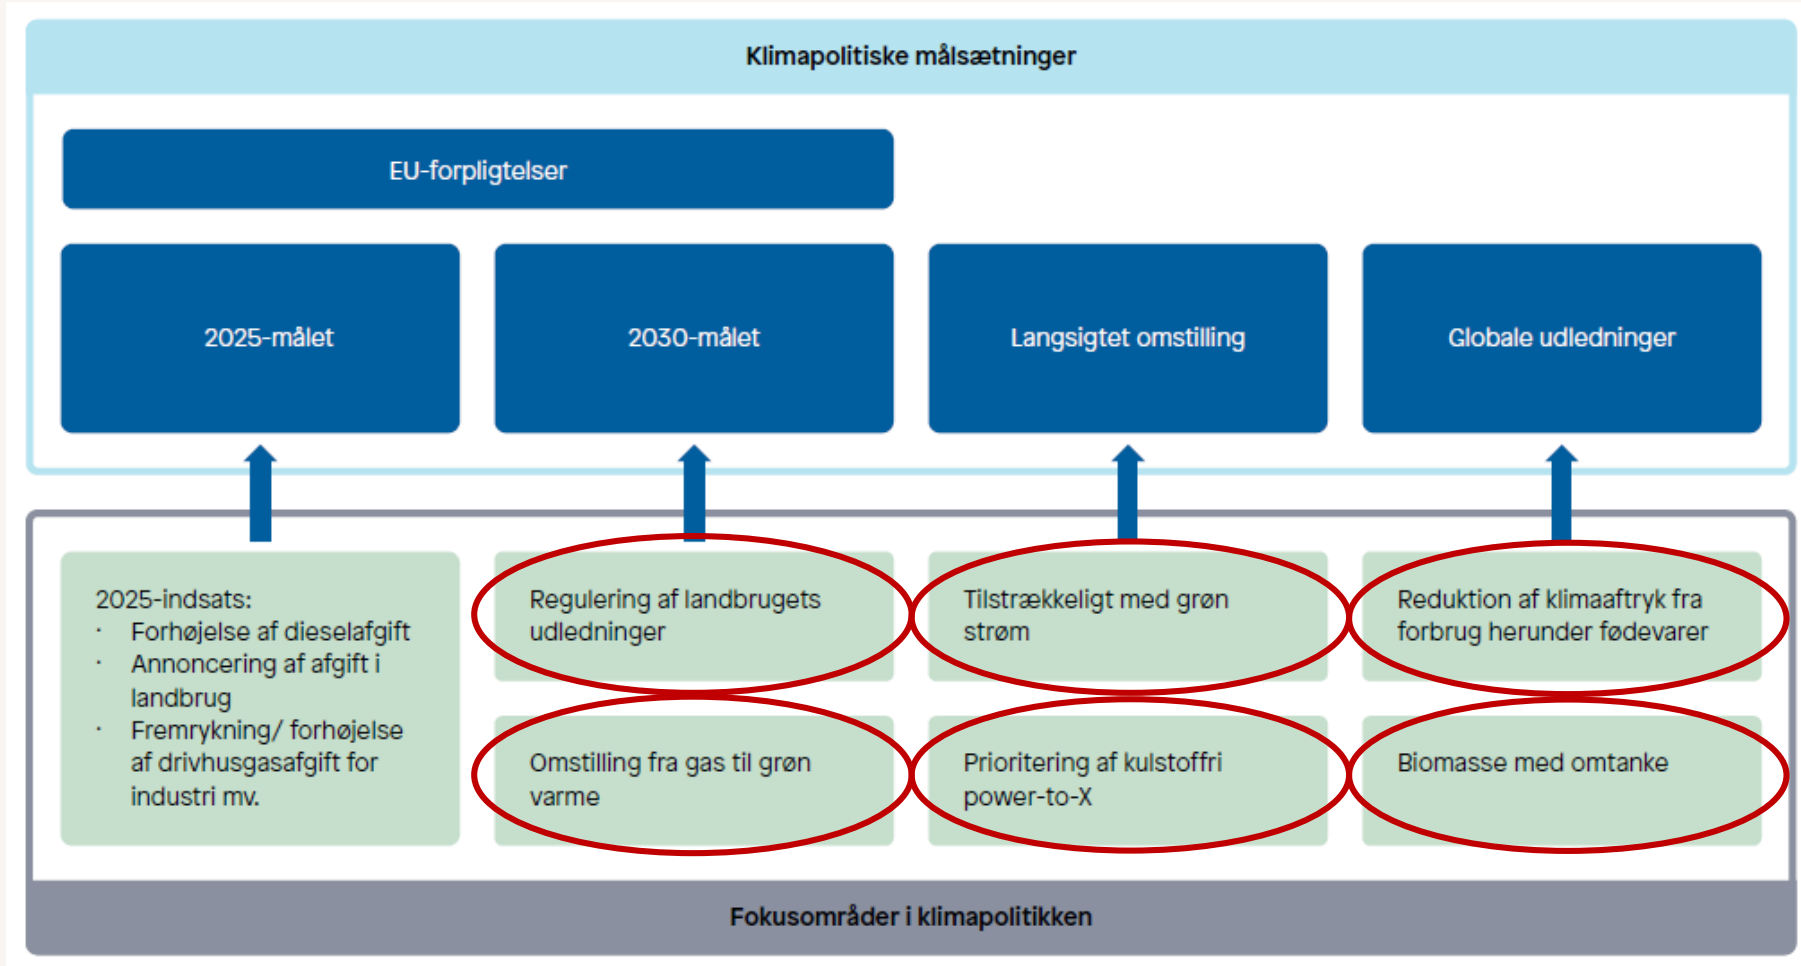 Klimapolitiske målsætninger
EU-forpligtelser
2025-målet
2030-målet
Langsigtet omstilling
Globale udledninger
2025-indsats:
· Forhøjelse af dieselafgift
· Annoncering af afgift i
landbrug
· Fremrykning/ forhøjelse
af drivhusgasafgift for
industri mv.
Regulering af landbrugets
udledninger
Omstilling fra gas til grøn
varme
Tilstrækkeligt med grøn
strøm
Prioritering af kulstoffri
power-to-X
Reduktion af klimaaftryk fra
forbrug herunder fødevarer
Biomasse med omtanke
Fokusområder i klimapolitikken